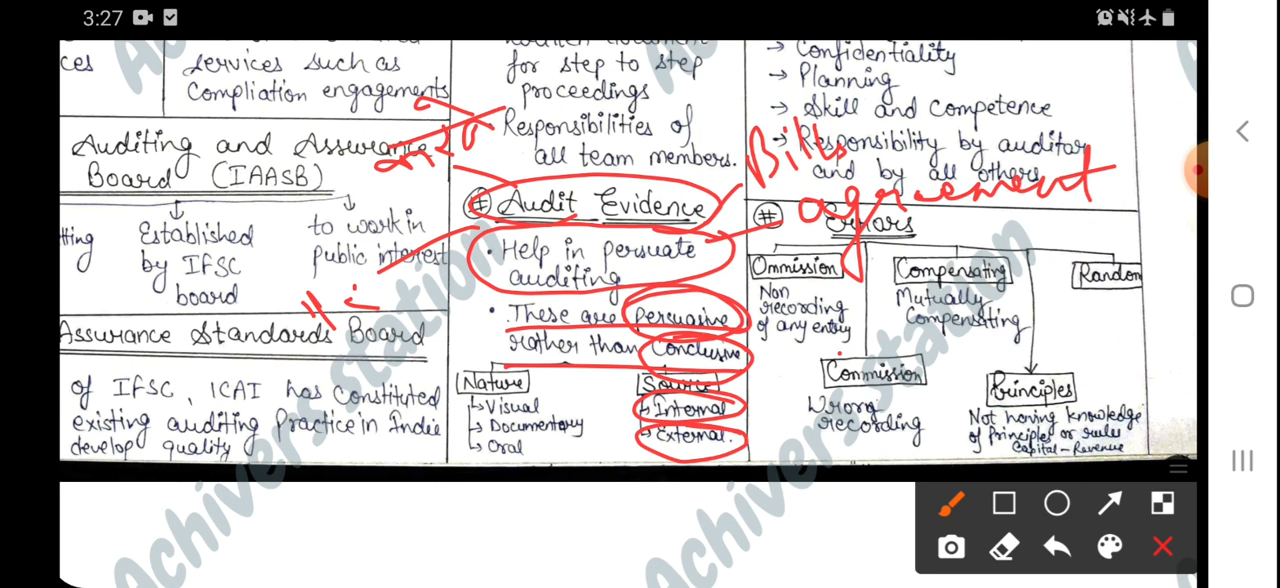 3:27
ces
services such as
Compliation engagements
Auditing and Assurance
Board (IAASB)
tting
Established
by IFSC
board
to work in
public interest
Assurance Standards Board
of IFSC, ICAI has constituted
existing auditing Practice in India
develop quality
for step to step
proceedings
Responsibilities of
all team members.
# Audit Evidence
• Help in persuate
auditing
• These are persuasive
rather than Conclusive
Nature
→ Visual
→ Documentory
→ Oral
Source
→ Internal
→ External.
→ Confidentiality
→ Planning
→ Skill and Competence
→ Responsibility by auditor
and by all others
Bills
agreement
# Errors
Ommission
Non
recording
of any entry
Compensating
Mutually
Compensating
Random
Commission
Wrong
recording
Principles
Not having knowledge
of Principles or rules
Capital - Revenue
Achiver station
Achiver station